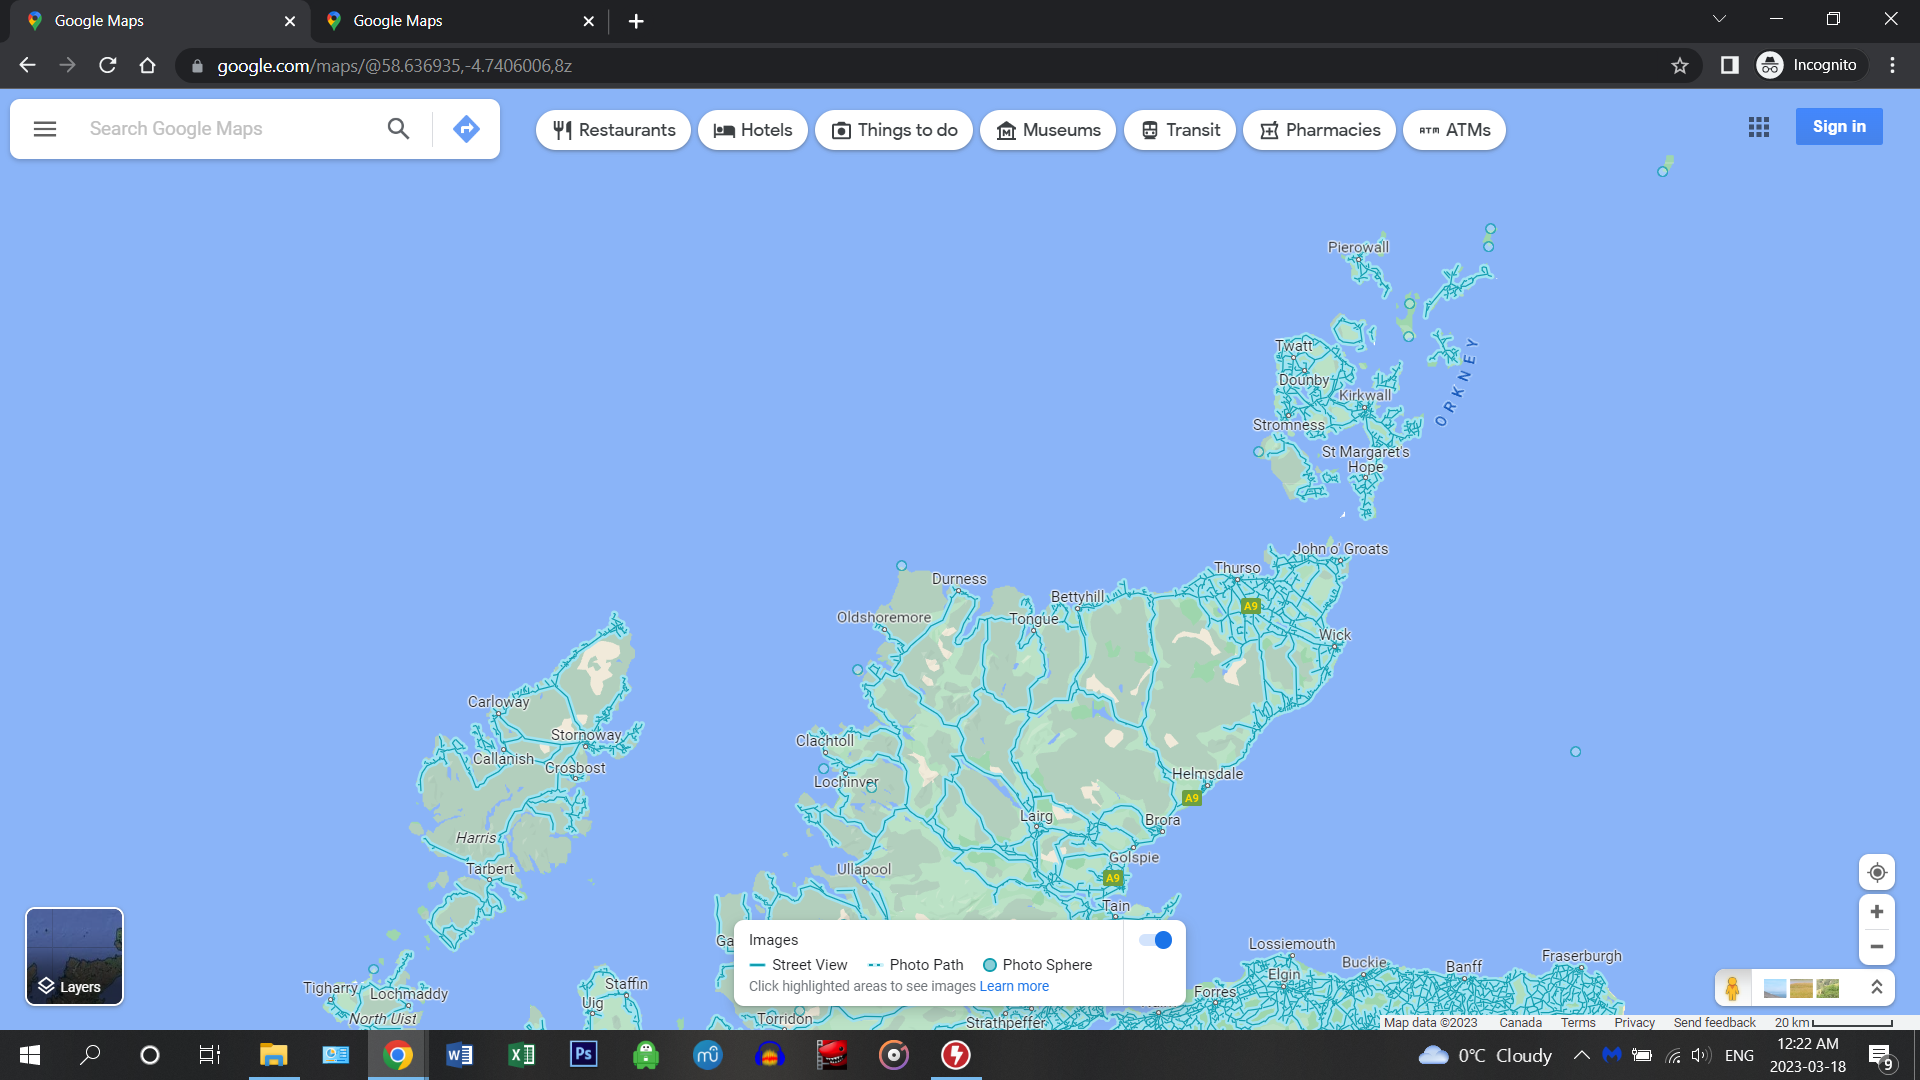 Google Maps
Google Maps
google.com/maps/@58.636935,-4.7406006,8z
Incognito
Search Google Maps
Restaurants
Hotels
Things to do
Museums
Transit
Pharmacies
ATM ATMs
Sign in
Pierowall
Twatt
Dounby
Kirkwall
ORKNEY
Stromness
St Margaret's
Hope
John o' Groats
Thurso
Durness
Bettyhill
A9
Oldshoremore
Tongue
Wick
Carloway
Stornoway
Clachtoll
Callanish
Crosbost
Lochinver
Helmsdale
A9
Lairg
Brora
Harris
Golspie
Tarbert
Ullapool
A9
Tain
Ga
Images
Street View
Photo Path
Photo Sphere
Click highlighted areas to see images Learn more
Lossiemouth
Buckie
Banff
Fraserburgh
Elgin
Forres
Layers
Tigharry
Lochmaddy
Staffin
Uig
North Uist
Torridon
Strathpeffer
Map data ©2023
Canada
Terms
Privacy
Send feedback
20 km
0°C Cloudy
ENG
12:22 AM
2023-03-18
9